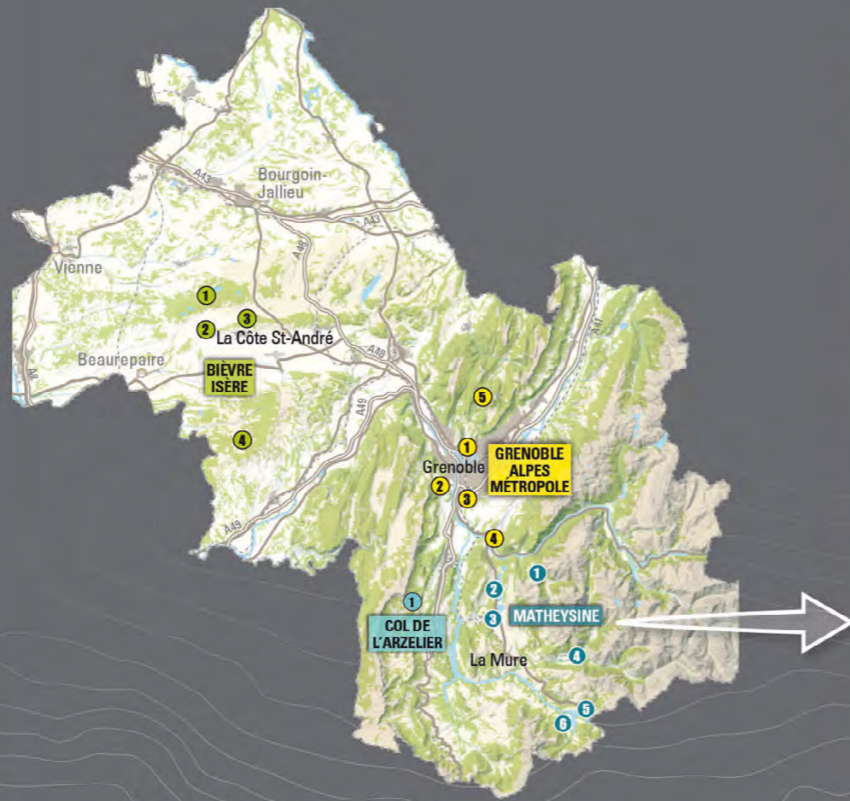 A43
Bourgoin-
Jallieu
A43
A48
Vienne
1
3
2
La Côte St-André
Beaurepaire
A48
BIÈVRE
ISÈRE
A41
A49
5
4
1
Grenoble
GRENOBLE
ALPES
MÉTROPOLE
2
3
A49
4
1
2
1
3
MATHEYSINE
COL DE
L'ARZELIER
La Mure
4
5
6